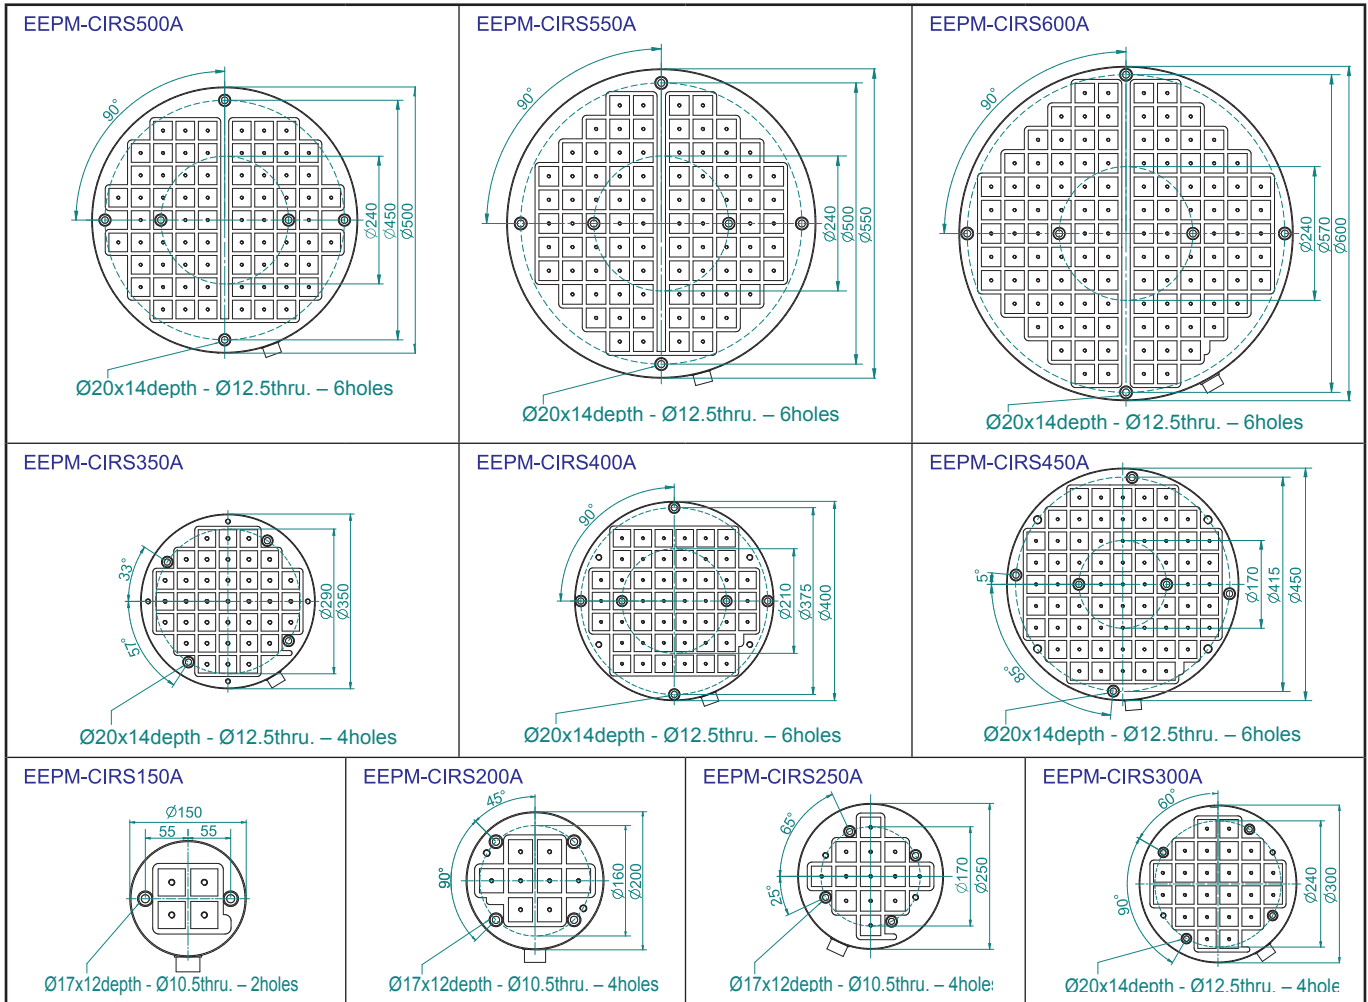 EEPM-CIRS500A
90°
Ø240
Ø450
Ø500
Ø20x14depth - Ø12.5thru. – 6holes
EEPM-CIRS550A
90°
Ø240
Ø500
Ø550
Ø20x14depth - Ø12.5thru. – 6holes
EEPM-CIRS600A
90°
Ø240
Ø570
Ø600
Ø20x14depth - Ø12.5thru. – 6holes
EEPM-CIRS350A
33°
57°
Ø290
Ø350
Ø20x14depth - Ø12.5thru. – 4holes
EEPM-CIRS400A
90°
Ø210
Ø375
Ø400
Ø20x14depth - Ø12.5thru. – 6holes
EEPM-CIRS450A
5°
85°
Ø170
Ø415
Ø450
Ø20x14depth - Ø12.5thru. – 6holes
EEPM-CIRS150A
Ø150
55 55
Ø17x12depth - Ø10.5thru. – 2holes
EEPM-CIRS200A
45°
90°
Ø160
Ø200
Ø17x12depth - Ø10.5thru. – 4holes
EEPM-CIRS250A
65°
25°
Ø170
Ø250
Ø17x12depth - Ø10.5thru. – 4holes
EEPM-CIRS300A
60°
90°
Ø240
Ø300
Ø20x14depth - Ø12.5thru. – 4hole